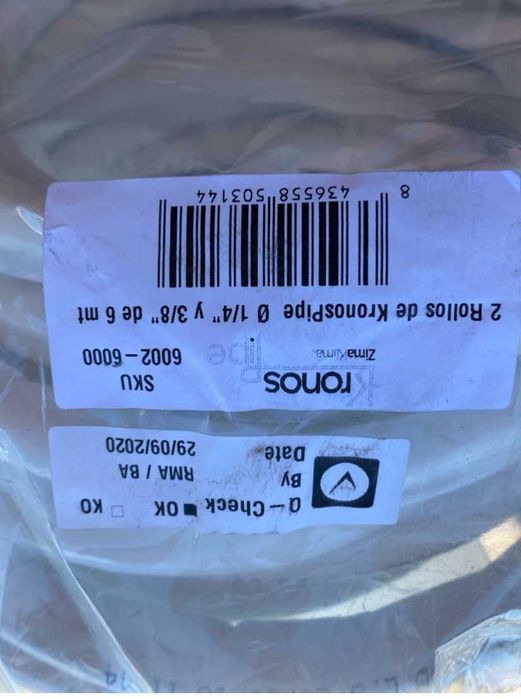 Q-Check ■ OK □ KO
By RMA / BA
Date 29/09/2020
Kronos
Pipe
ZimaKlima
SKU
6002-6000
2 Rollos de KronosPipe Ø 1/4" y 3/8" de 6 mt
8 436558 503144